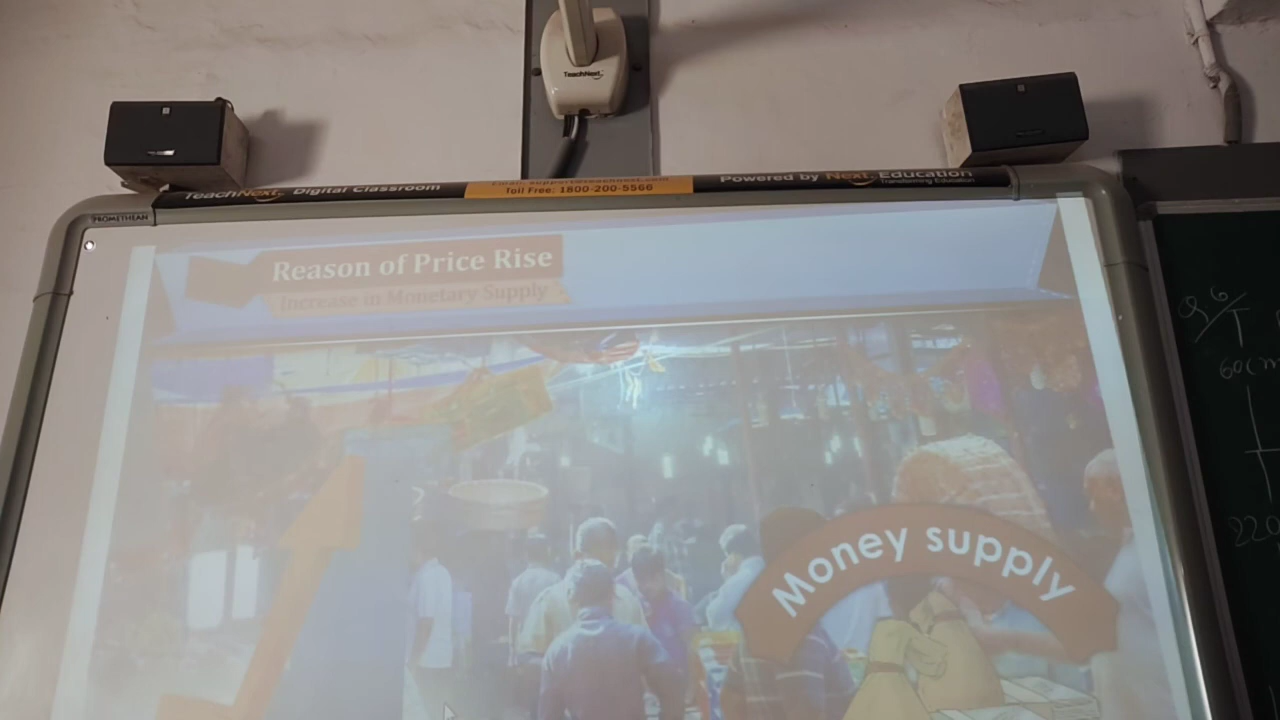 TeachNext
TeachNext Digital Classroom
Toll Free: 1800-200-5566
Powered by Next Education
Transforming Education
PROMETHEAN
Reason of Price Rise
Increase in Monetary Supply
Money supply